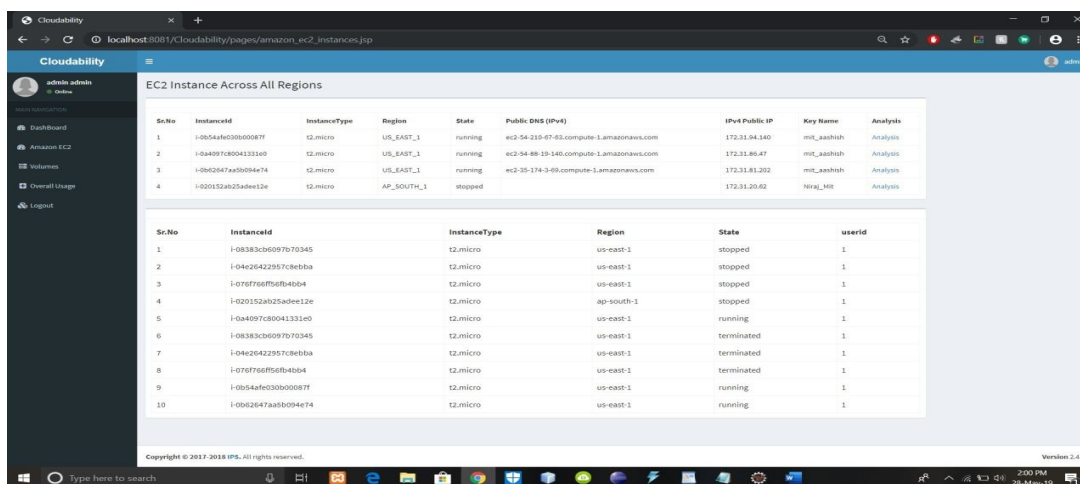 Cloudability
localhost:8081/Cloudability/pages/amazon_ec2_instances.jsp
Cloudability
admin admin
Online
MAIN NAVIGATION
DashBoard
Amazon EC2
Volumes
Overall Usage
Logout
EC2 Instance Across All Regions
Sr.No InstanceId InstanceType Region State Public DNS (IPv4) IPv4 Public IP Key Name Analysis
1 i-0b54afe030b00087f t2.micro US_EAST_1 running ec2-54-210-67-63.compute-1.amazonaws.com 172.31.94.140 mit_aashish Analysis
2 i-0a4097c80041331e0 t2.micro US_EAST_1 running ec2-54-88-19-140.compute-1.amazonaws.com 172.31.86.47 mit_aashish Analysis
3 i-0b62647aa5b094e74 t2.micro US_EAST_1 running ec2-35-174-3-69.compute-1.amazonaws.com 172.31.81.202 mit_aashish Analysis
4 i-020152ab25adee12e t2.micro AP_SOUTH_1 stopped 172.31.20.62 Niraj_Mit Analysis
Sr.No InstanceId InstanceType Region State userid
1 i-08383cb6097b70345 t2.micro us-east-1 stopped 1
2 i-04e26422957c8ebba t2.micro us-east-1 stopped 1
3 i-076f766ff56fb4bb4 t2.micro us-east-1 stopped 1
4 i-020152ab25adee12e t2.micro ap-south-1 stopped 1
5 i-0a4097c80041331e0 t2.micro us-east-1 running 1
6 i-08383cb6097b70345 t2.micro us-east-1 terminated 1
7 i-04e26422957c8ebba t2.micro us-east-1 terminated 1
8 i-076f766ff56fb4bb4 t2.micro us-east-1 terminated 1
9 i-0b54afe030b00087f t2.micro us-east-1 running 1
10 i-0b62647aa5b094e74 t2.micro us-east-1 running 1
Copyright © 2017-2018 IPS. All rights reserved. Version 2.4
Type here to search
2:00 PM
28-May-19